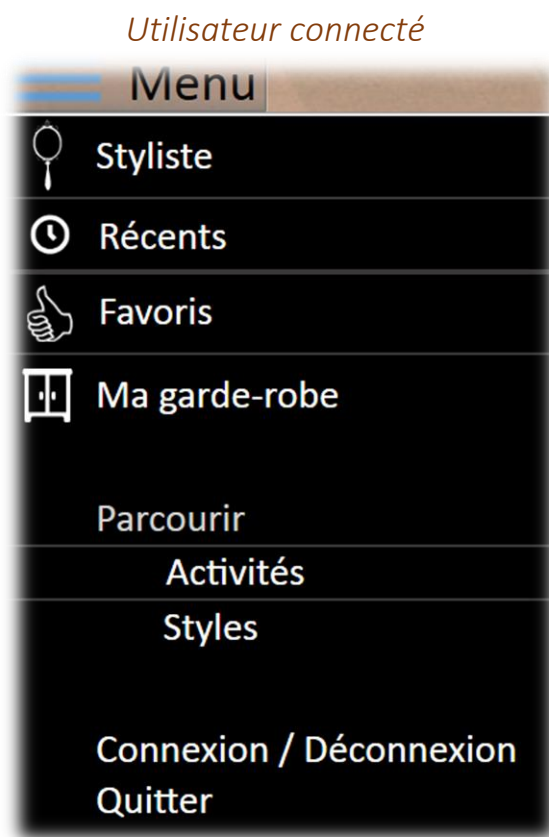 Utilisateur connecté
Menu
Styliste
Récents
Favoris
Ma garde-robe
Parcourir
Activités
Styles
Connexion / Déconnexion
Quitter